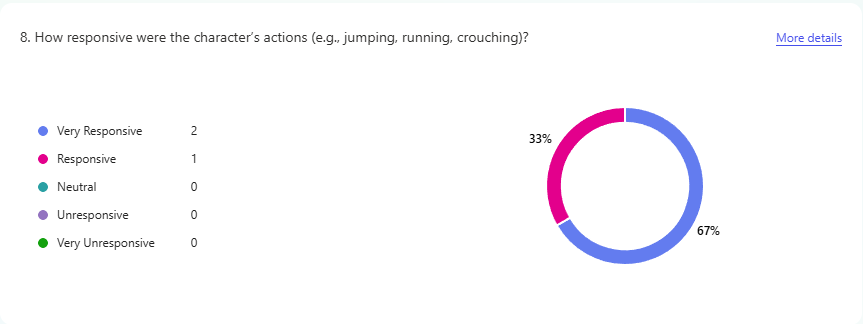 8. How responsive were the character's actions (e.g., jumping, running, crouching)?
More details
Very Responsive 2
Responsive 1
Neutral 0
Unresponsive 0
Very Unresponsive 0
33%
67%